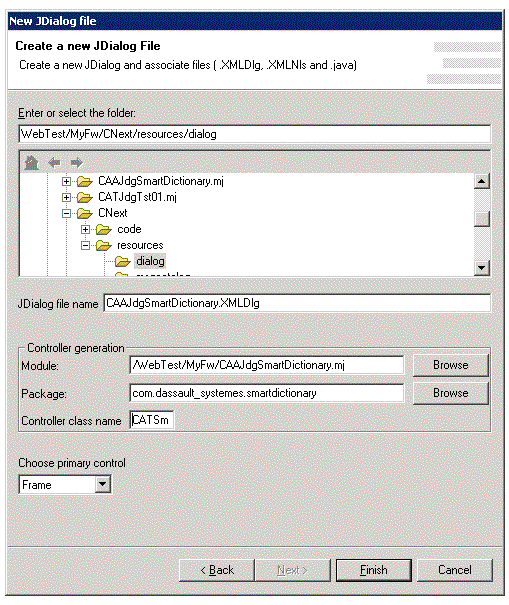 New JDialog file
Create a new JDialog File
Create a new JDialog and associate files ( .XMLDlg, .XMLNls and .java)
Enter or select the folder:
WebTest/MyFw/CNext/resources/dialog
CAAJdgSmartDictionary.mj
CATJdgTst01.mj
CNext
code
resources
dialog
JDialog file name CAAJdgSmartDictionary.XMLDlg
Controller generation
Module: /WebTest/MyFw/CAAJdgSmartDictionary.mj Browse
Package: com.dassault_systemes.smartdictionary Browse
Controller class name CATSm
Choose primary control
Frame
< Back Next > Finish Cancel